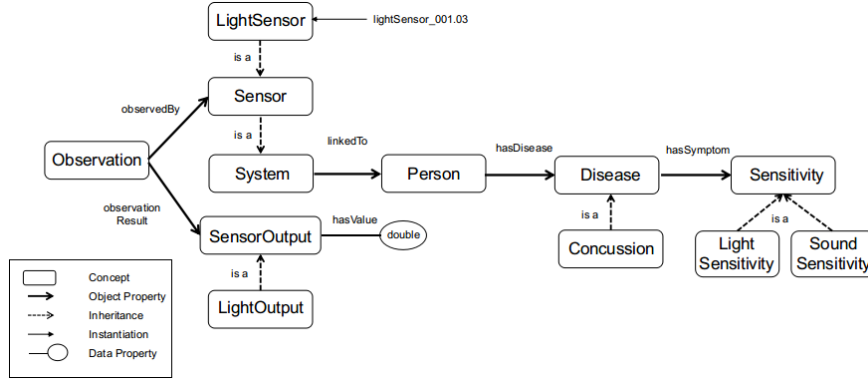 LightSensor
lightSensor_001.03
is a
Sensor
observedBy
is a
linkedTo
hasDisease
hasSymptom
Observation
System
Person
Disease
Sensitivity
observation
Result
SensorOutput
hasValue
double
is a
is a
Concussion
Light
Sensitivity
Sound
Sensitivity
is a
LightOutput
Concept
Object Property
Inheritance
Instantiation
Data Property